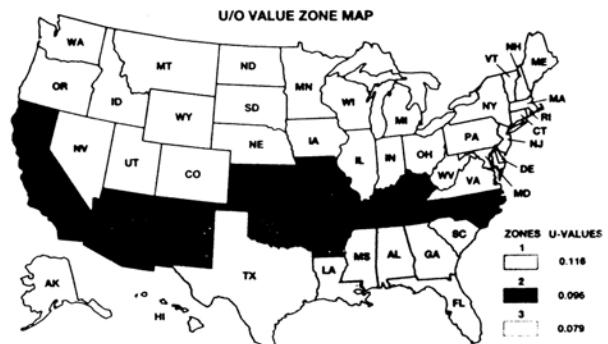 U/O VALUE ZONE MAP
WA
MT
ND
MN
VT
NH
ME
OR
ID
SD
WI
MI
NY
MA
RI
CT
WY
NE
IA
PA
NJ
NV
UT
CO
IL
IN
OH
WV
VA
DE
MD
SC
TX
LA
MS
AL
GA
FL
AK
HI
ZONES U-VALUES
1
0.116
2
0.096
3
0.079